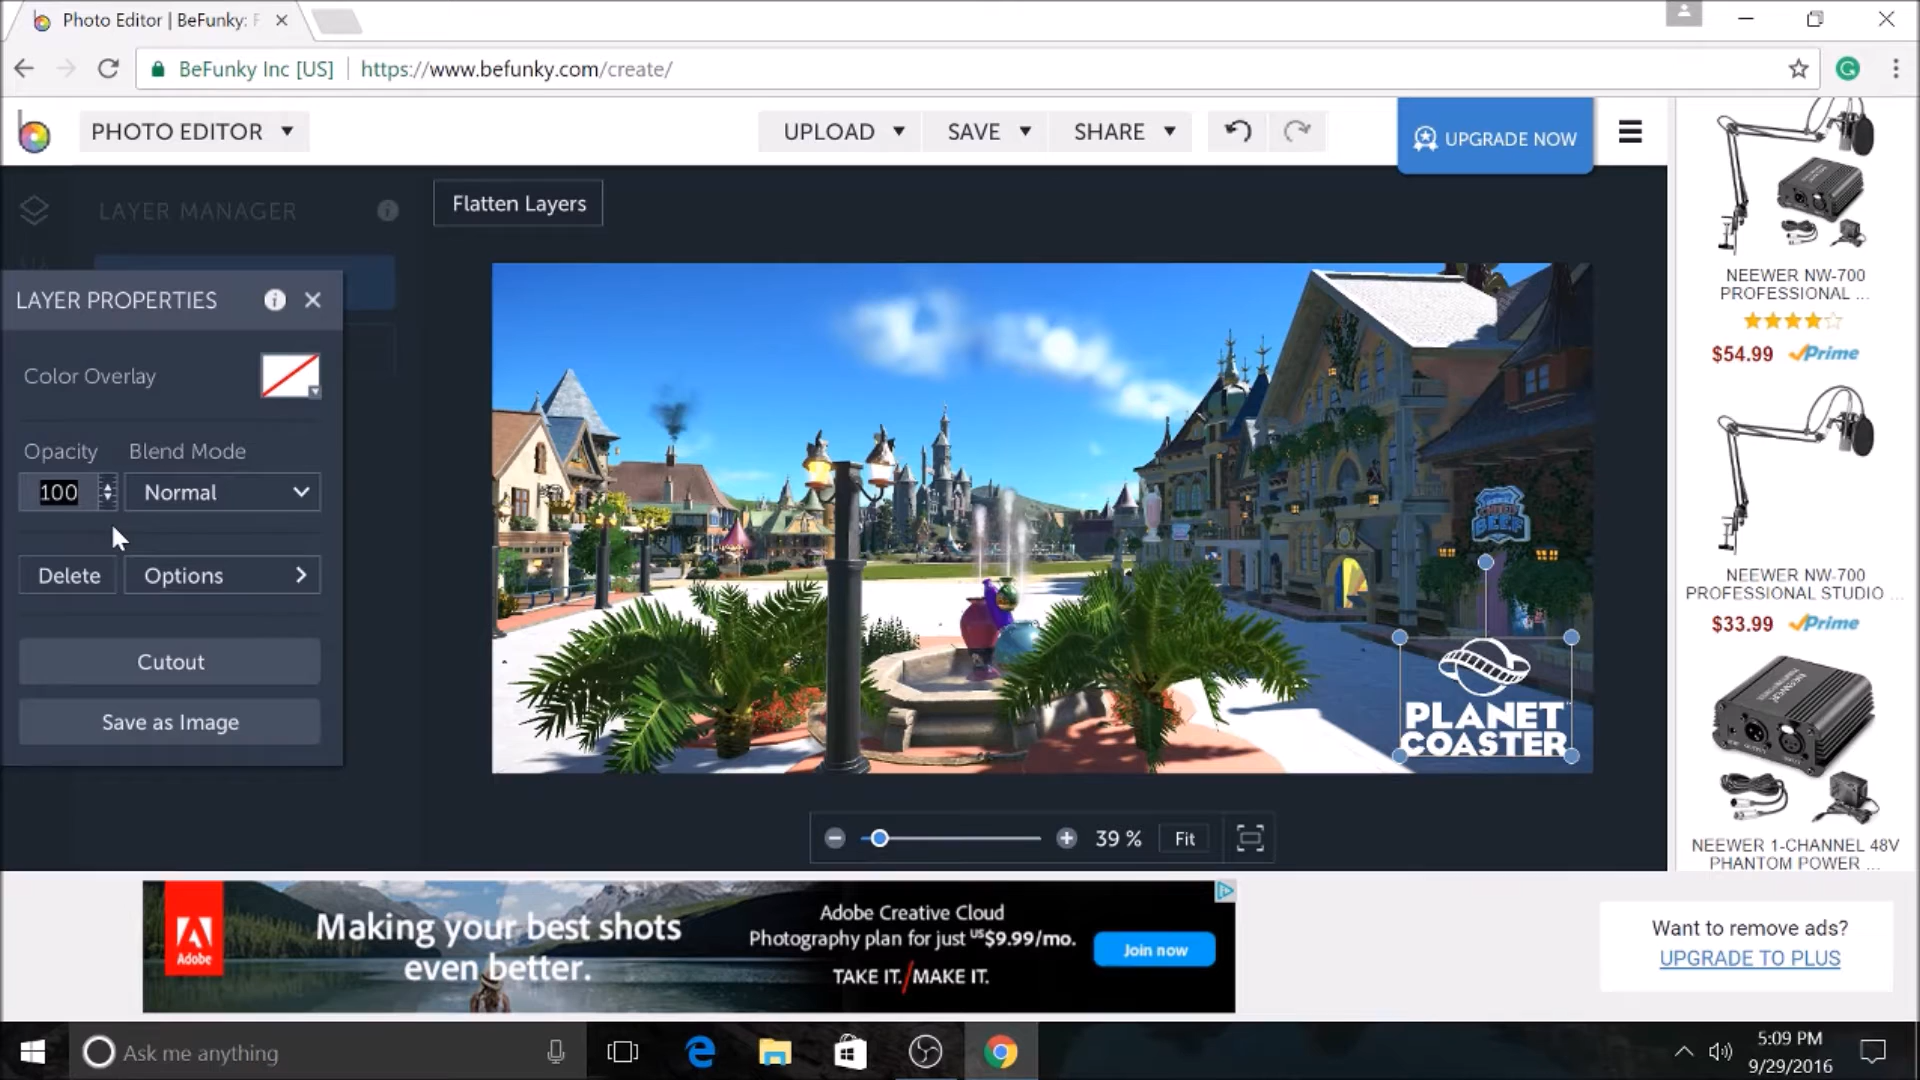 Photo Editor | BeFunky: F
BeFunky Inc [US]
https://www.befunky.com/create/
PHOTO EDITOR
UPLOAD
SAVE
SHARE
UPGRADE NOW
LAYER MANAGER
Flatten Layers
LAYER PROPERTIES
Color Overlay
Opacity
Blend Mode
100
Normal
Delete
Options
Cutout
Save as Image
BEEF
PLANET
COASTER
39 %
Fit
NEEWER NW-700
PROFESSIONAL ...
$54.99
Prime
NEEWER NW-700
PROFESSIONAL STUDIO ...
$33.99
Prime
NEEWER
NEEWER 1-CHANNEL 48V
PHANTOM POWER ...
Adobe
Making your best shots
even better.
Adobe Creative Cloud
Photography plan for just US$9.99/mo.
TAKE IT./MAKE IT.
Join now
Want to remove ads?
UPGRADE TO PLUS
Ask me anything
5:09 PM
9/29/2016